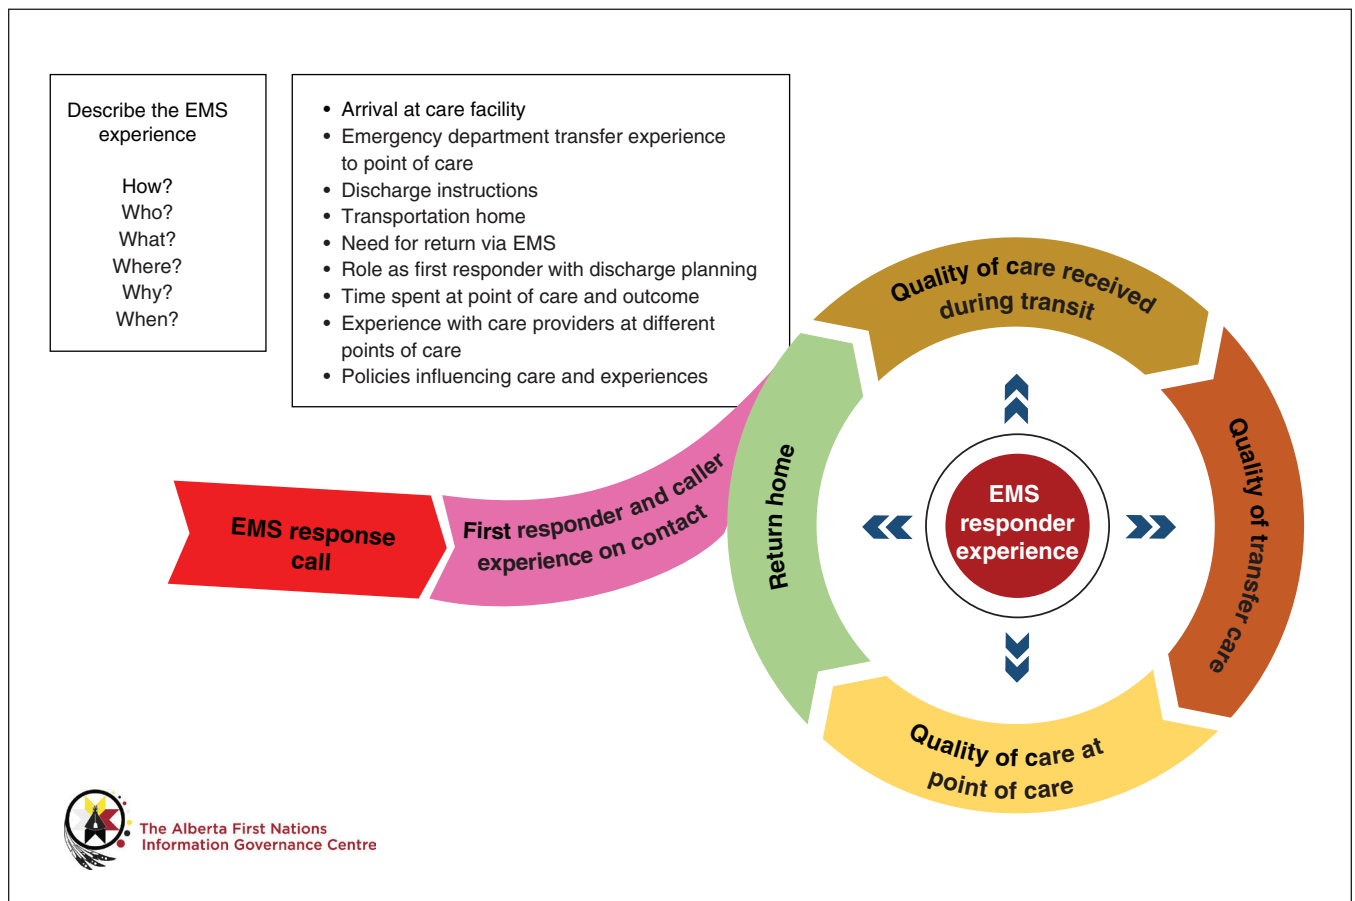 Describe the EMS
experience
How?
Who?
What?
Where?
Why?
When?
• Arrival at care facility
• Emergency department transfer experience
to point of care
• Discharge instructions
• Transportation home
• Need for return via EMS
• Role as first responder with discharge planning
• Time spent at point of care and outcome
• Experience with care providers at different
points of care
• Policies influencing care and experiences
EMS response
call
First responder and caller
experience on contact
Return home
Quality of care received
during transit
Quality of transfer care
Quality of care at
point of care
EMS
responder
experience
The Alberta First Nations
Information Governance Centre